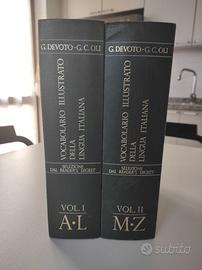 G. DEVOTO-G. C. OLI
VOCABOLARIO ILLUSTRATO
DELLA
LINGUA ITALIANA
SELEZIONE
DAL READER'S DIGEST
VOL. I
A-L
G. DEVOTO-G. C. OLI
VOCABOLARIO ILLUSTRATO
DELLA
LINGUA ITALIANA
SELEZIONE
DAL READER'S DIGEST
VOL. II
M-Z
subito